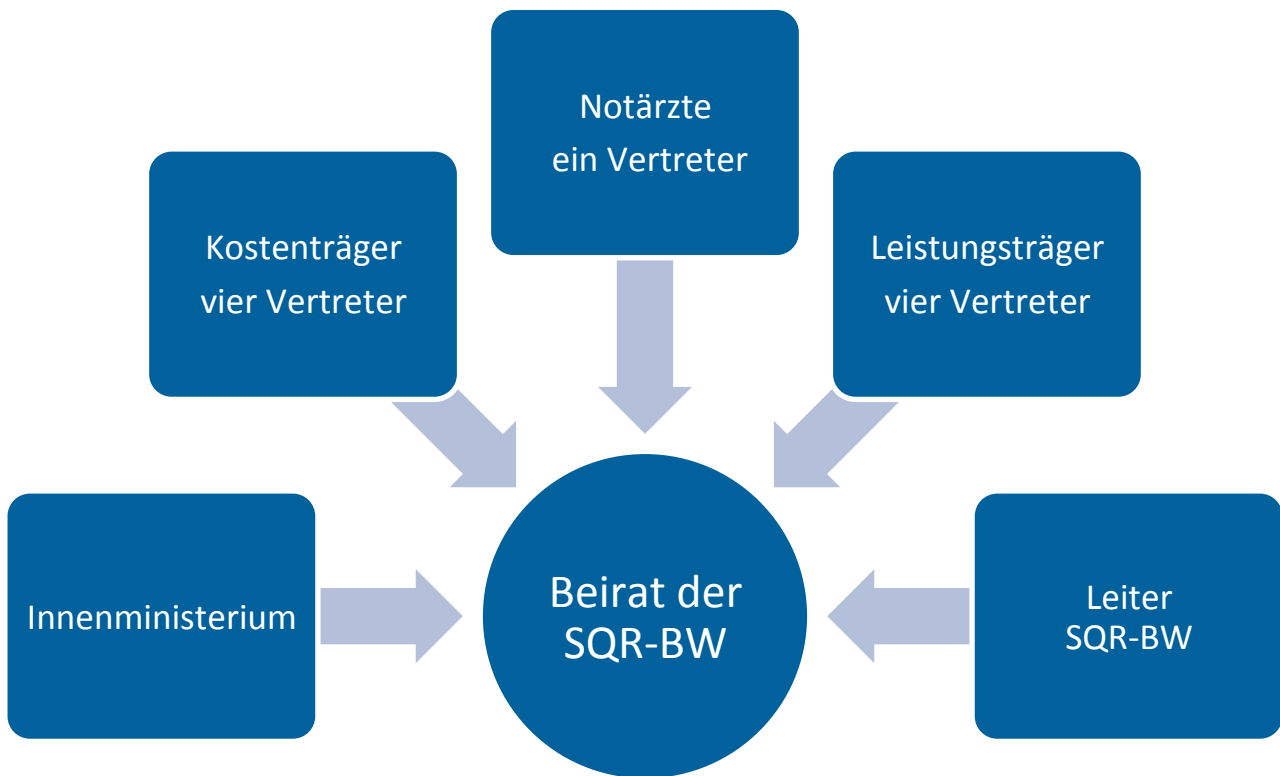 Notärzte
ein Vertreter
Kostenträger
vier Vertreter
Leistungsträger
vier Vertreter
Innenministerium
Beirat der
SQR-BW
Leiter
SQR-BW